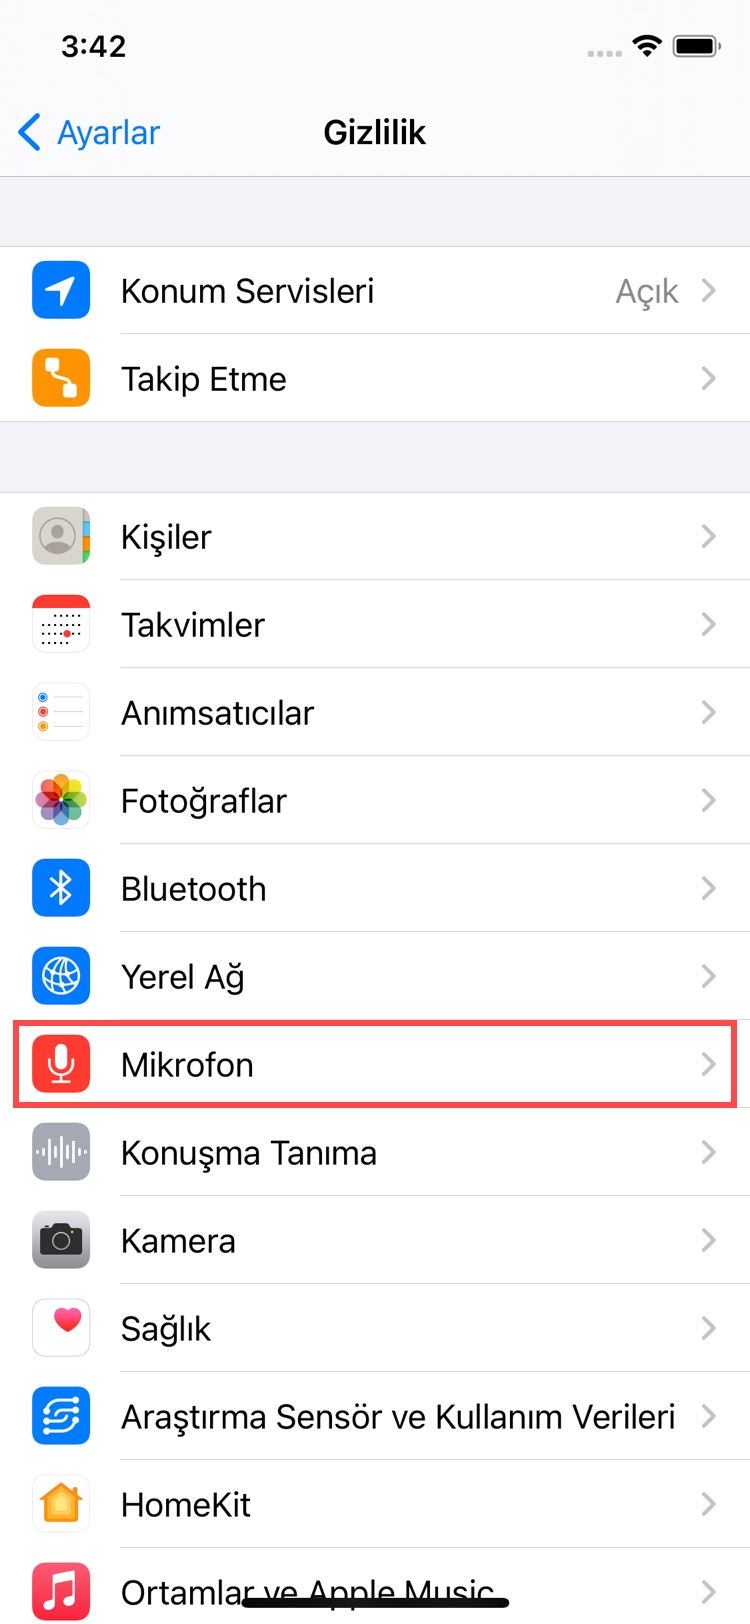 3:42
Ayarlar
Gizlilik
Konum Servisleri Açık
Takip Etme
Kişiler
Takvimler
Anımsatıcılar
Fotoğraflar
Bluetooth
Yerel Ağ
Mikrofon
Konuşma Tanıma
Kamera
Sağlık
Araştırma Sensör ve Kullanım Verileri
HomeKit
Ortamlar ve Apple Music